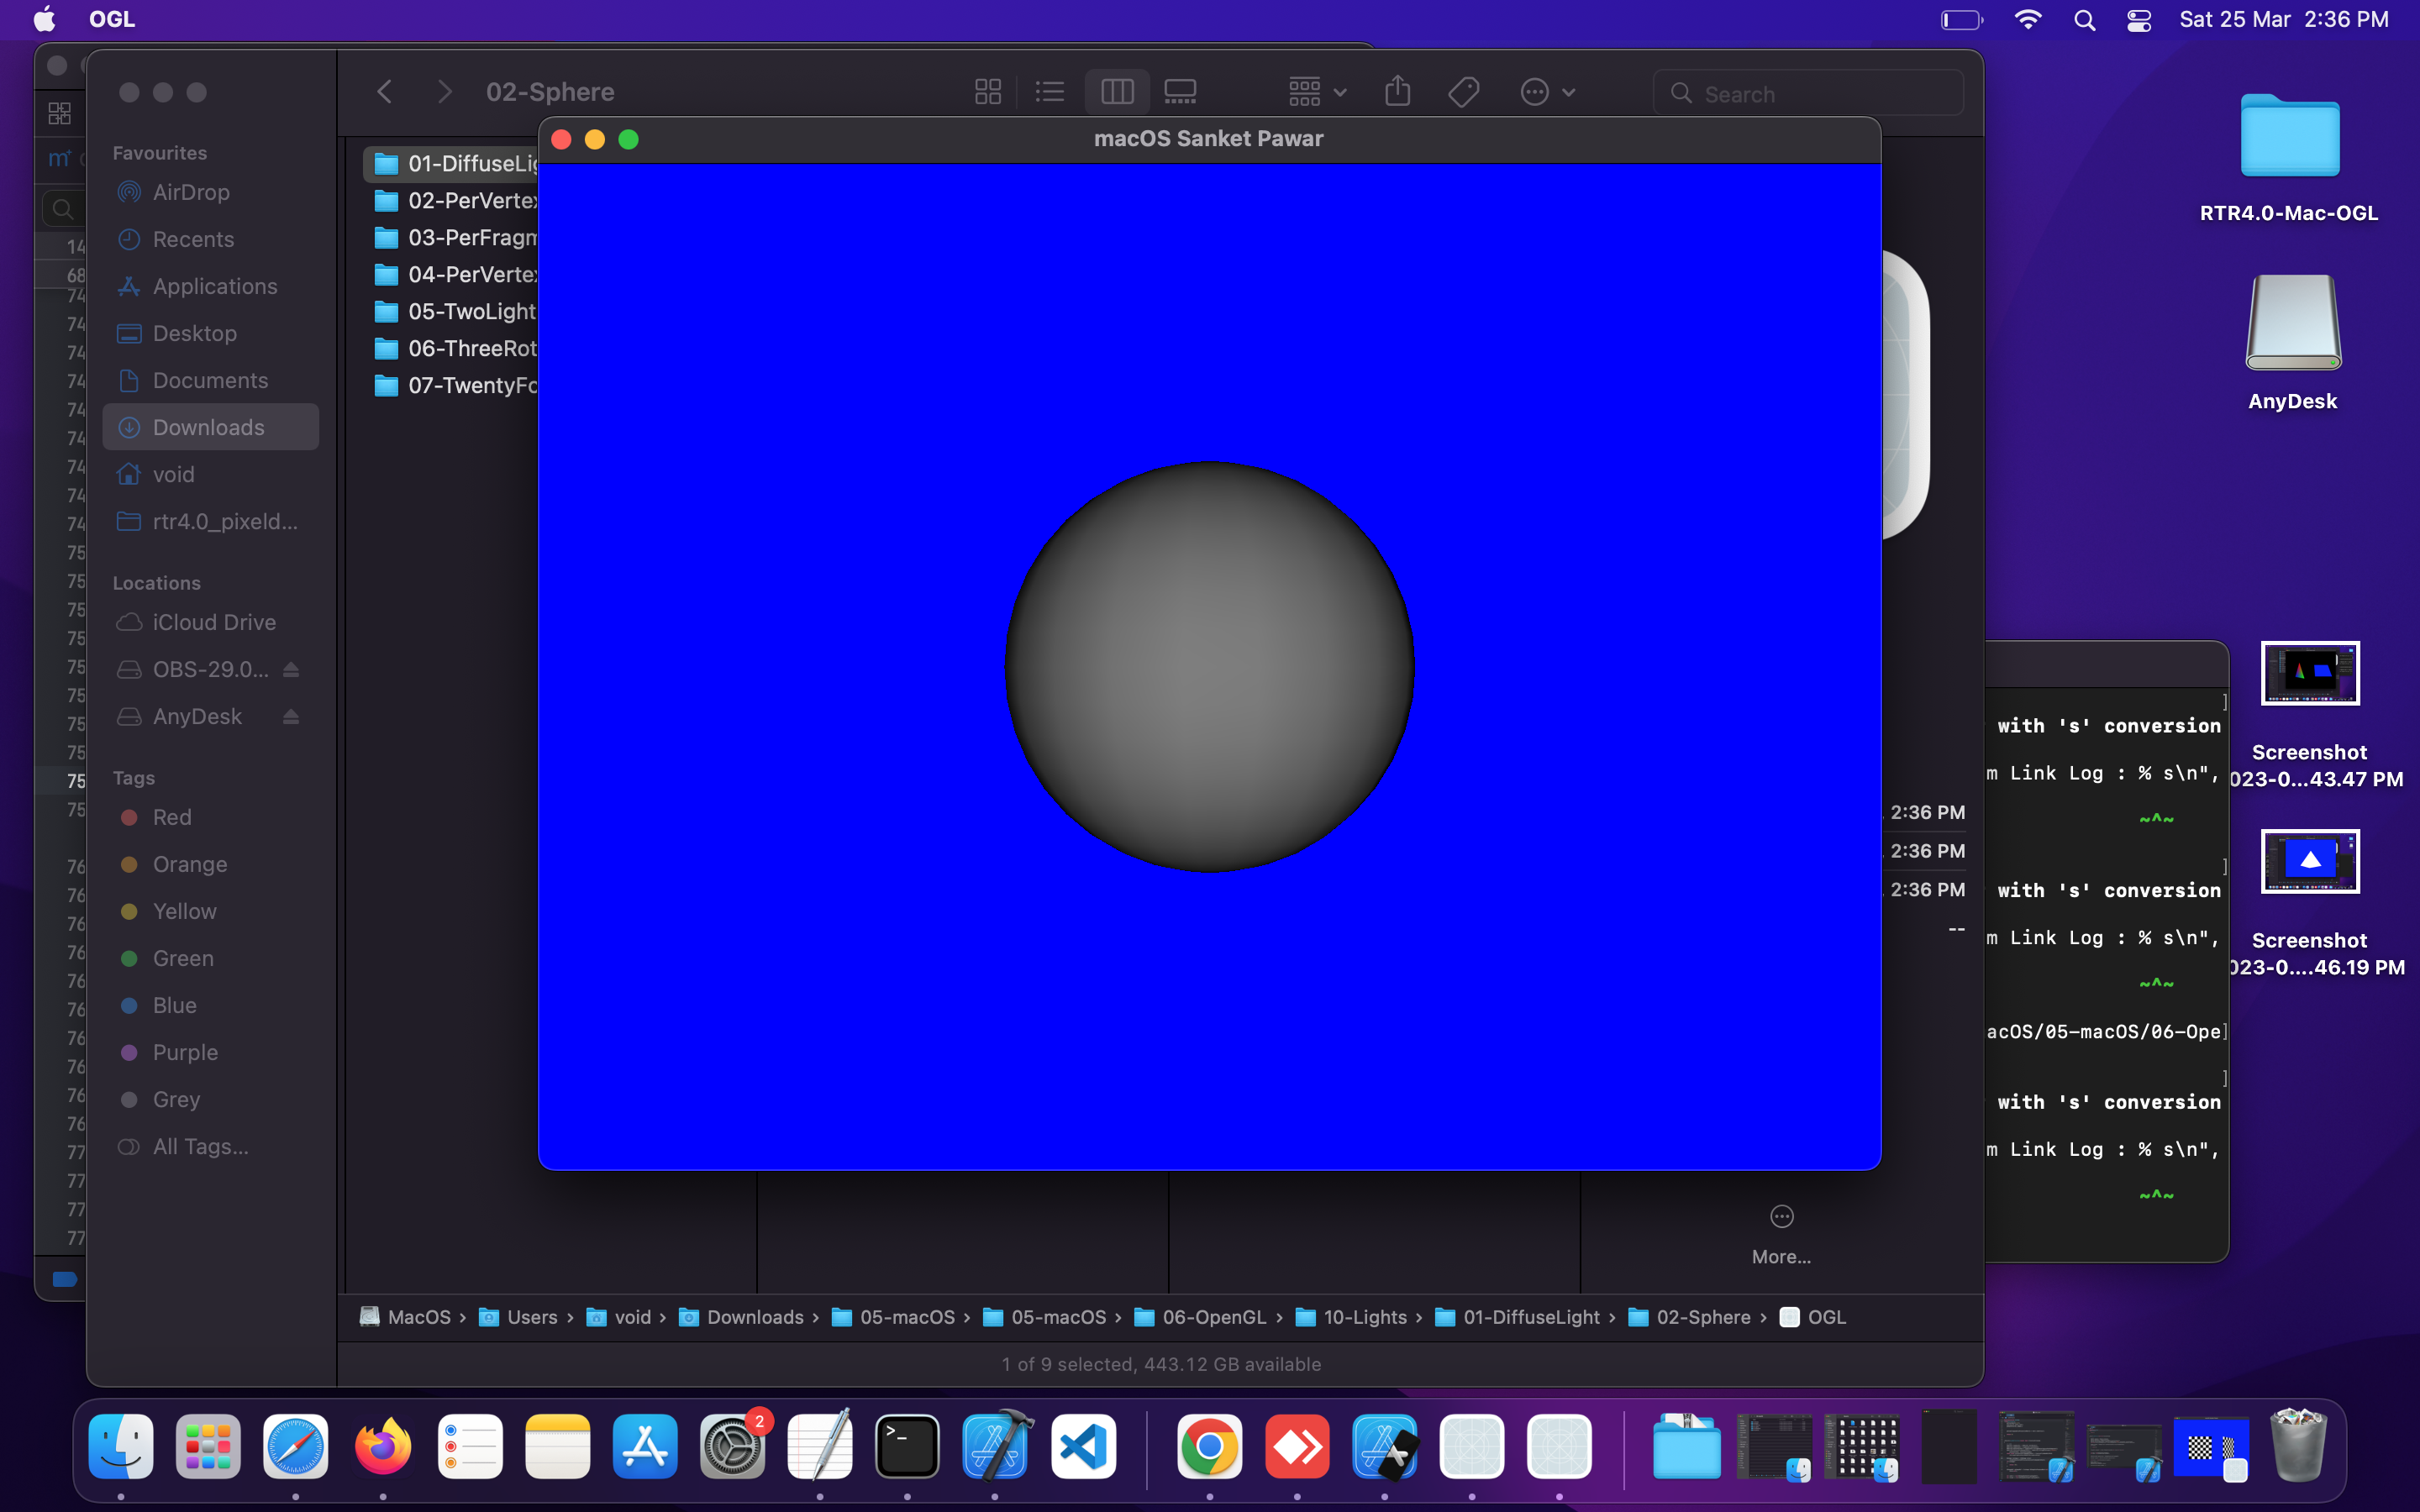 OGL
Sat 25 Mar 2:36 PM
02-Sphere
Search
macOS Sanket Pawar
Favourites
AirDrop
Recents
Applications
Desktop
Documents
Downloads
void
rtr4.0_pixeld...
Locations
iCloud Drive
OBS-29.0...
AnyDesk
Tags
Red
Orange
Yellow
Green
Blue
Purple
Grey
All Tags...
14
68
74
74
74
74
74
74
74
74
74
75
75
75
75
75
75
75
75
75
75
76
76
76
76
76
76
76
76
76
77
77
77
77
01-DiffuseLig
02-PerVertex
03-PerFragm
04-PerVertex
05-TwoLight
06-ThreeRot
07-TwentyFo
2:36 PM
2:36 PM
2:36 PM
--
More...
MacOS › Users › void › Downloads › 05-macOS › 05-macOS › 06-OpenGL › 10-Lights › 01-DiffuseLight › 02-Sphere › OGL
1 of 9 selected, 443.12 GB available
]
with 's' conversion
m Link Log : % s\n",
~^~
]
with 's' conversion
m Link Log : % s\n",
~^~
acOS/05-macOS/06-Ope]
]
with 's' conversion
m Link Log : % s\n",
~^~
RTR4.0-Mac-OGL
AnyDesk
Screenshot
023-0...43.47 PM
Screenshot
023-0....46.19 PM
2